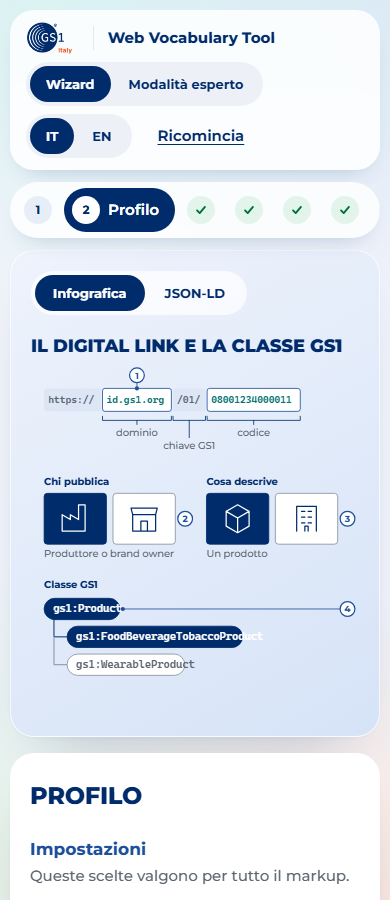 GS1
Italy
Web Vocabulary Tool
Wizard
Modalità esperto
IT
EN
Ricomincia
1
2
Profilo
Infografica
JSON-LD
IL DIGITAL LINK E LA CLASSE GS1
1
https://
id.gs1.org
/01/
08001234000011
dominio
codice
chiave GS1
Chi pubblica
Cosa descrive
2
3
Produttore o brand owner
Un prodotto
Classe GS1
gs1:Product
4
gs1:FoodBeverageTobaccoProduct
gs1:WearableProduct
PROFILO
Impostazioni
Queste scelte valgono per tutto il markup.